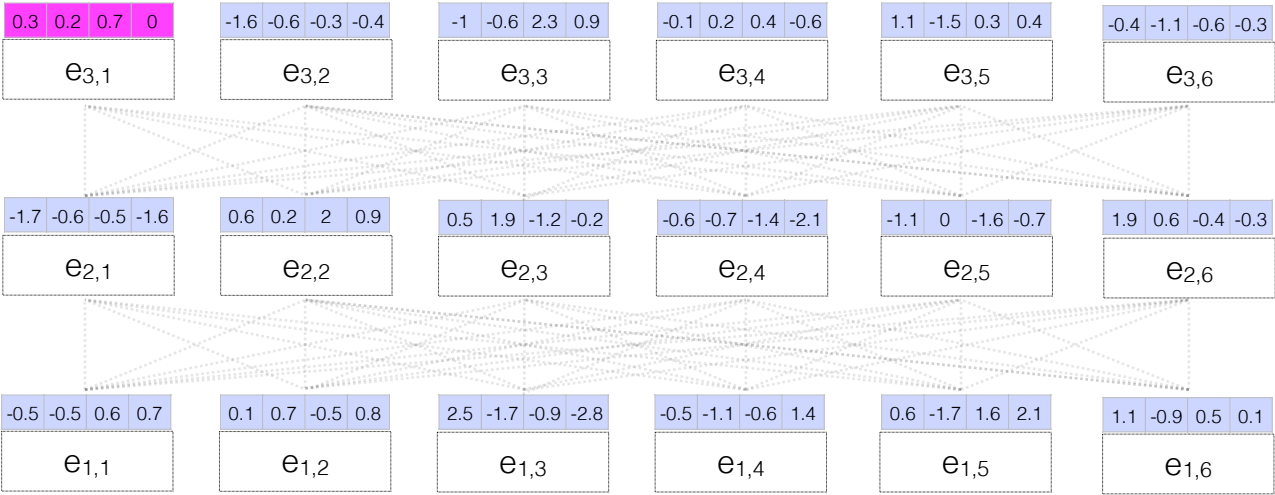 0.3 0.2 0.7 0 -1.6 -0.6 -0.3 -0.4 -1 -0.6 2.3 0.9 -0.1 0.2 0.4 -0.6 1.1 -1.5 0.3 0.4 -0.4 -1.1 -0.6 -0.3
e3,1 e3,2 e3,3 e3,4 e3,5 e3,6
-1.7 -0.6 -0.5 -1.6 0.6 0.2 2 0.9 0.5 1.9 -1.2 -0.2 -0.6 -0.7 -1.4 -2.1 -1.1 0 -1.6 -0.7 1.9 0.6 -0.4 -0.3
e2,1 e2,2 e2,3 e2,4 e2,5 e2,6
-0.5 -0.5 0.6 0.7 0.1 0.7 -0.5 0.8 2.5 -1.7 -0.9 -2.8 -0.5 -1.1 -0.6 1.4 0.6 -1.7 1.6 2.1 1.1 -0.9 0.5 0.1
e1,1 e1,2 e1,3 e1,4 e1,5 e1,6